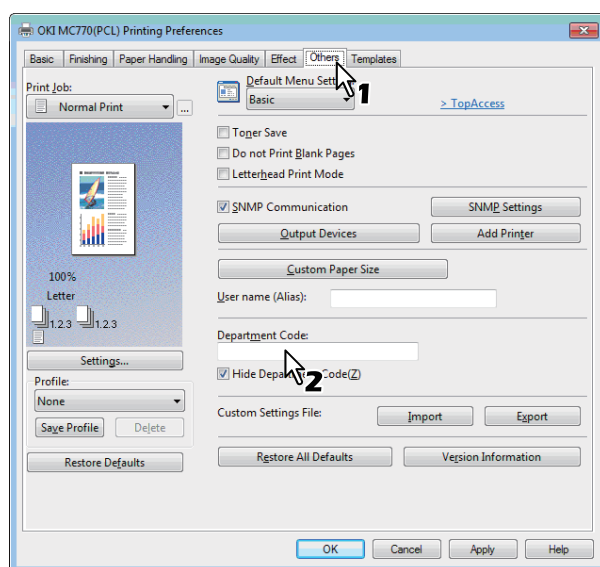 OKI MC770(PCL) Printing Preferences
Basic Finishing Paper Handling Image Quality Effect Others Templates
Print Job:
Normal Print ...
100%
Letter
1.2.3 1.2.3
Settings...
Profile:
None
Save Profile Delete
Restore Defaults
Default Menu Sett
1
Basic
> TopAccess
Toner Save
Do not Print Blank Pages
Letterhead Print Mode
SNMP Communication SNMP Settings
Output Devices Add Printer
Custom Paper Size
User name (Alias):
Department Code:
Hide Depa Code(Z)
2
Custom Settings File: Import Export
Restore All Defaults Version Information
OK Cancel Apply Help